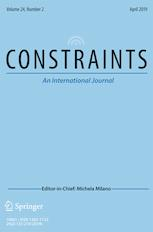 Volume 24, Number 2 April 2019
CONSTRAINTS
An International Journal
Editor-in-Chief: Michela Milano
Springer